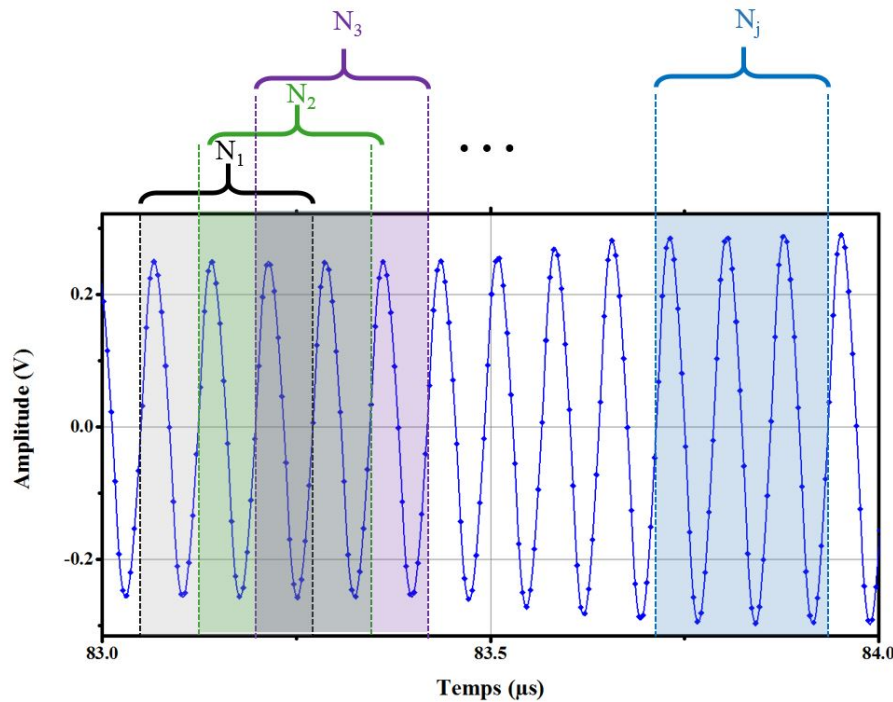 N3
Nj
N2
N1
• • •
0.2
0.0
-0.2
Amplitude (V)
83.0
83.5
84.0
Temps (µs)